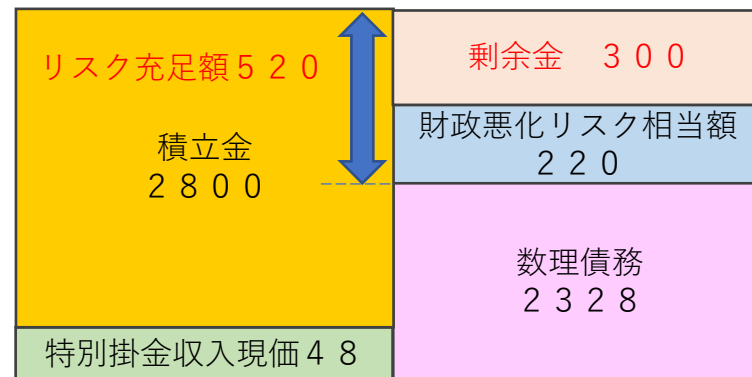 リスク充足額５２０
積立金
２８００
特別掛金収入現価４８
剰余金　３００
財政悪化リスク相当額
２２０
数理債務
２３２８